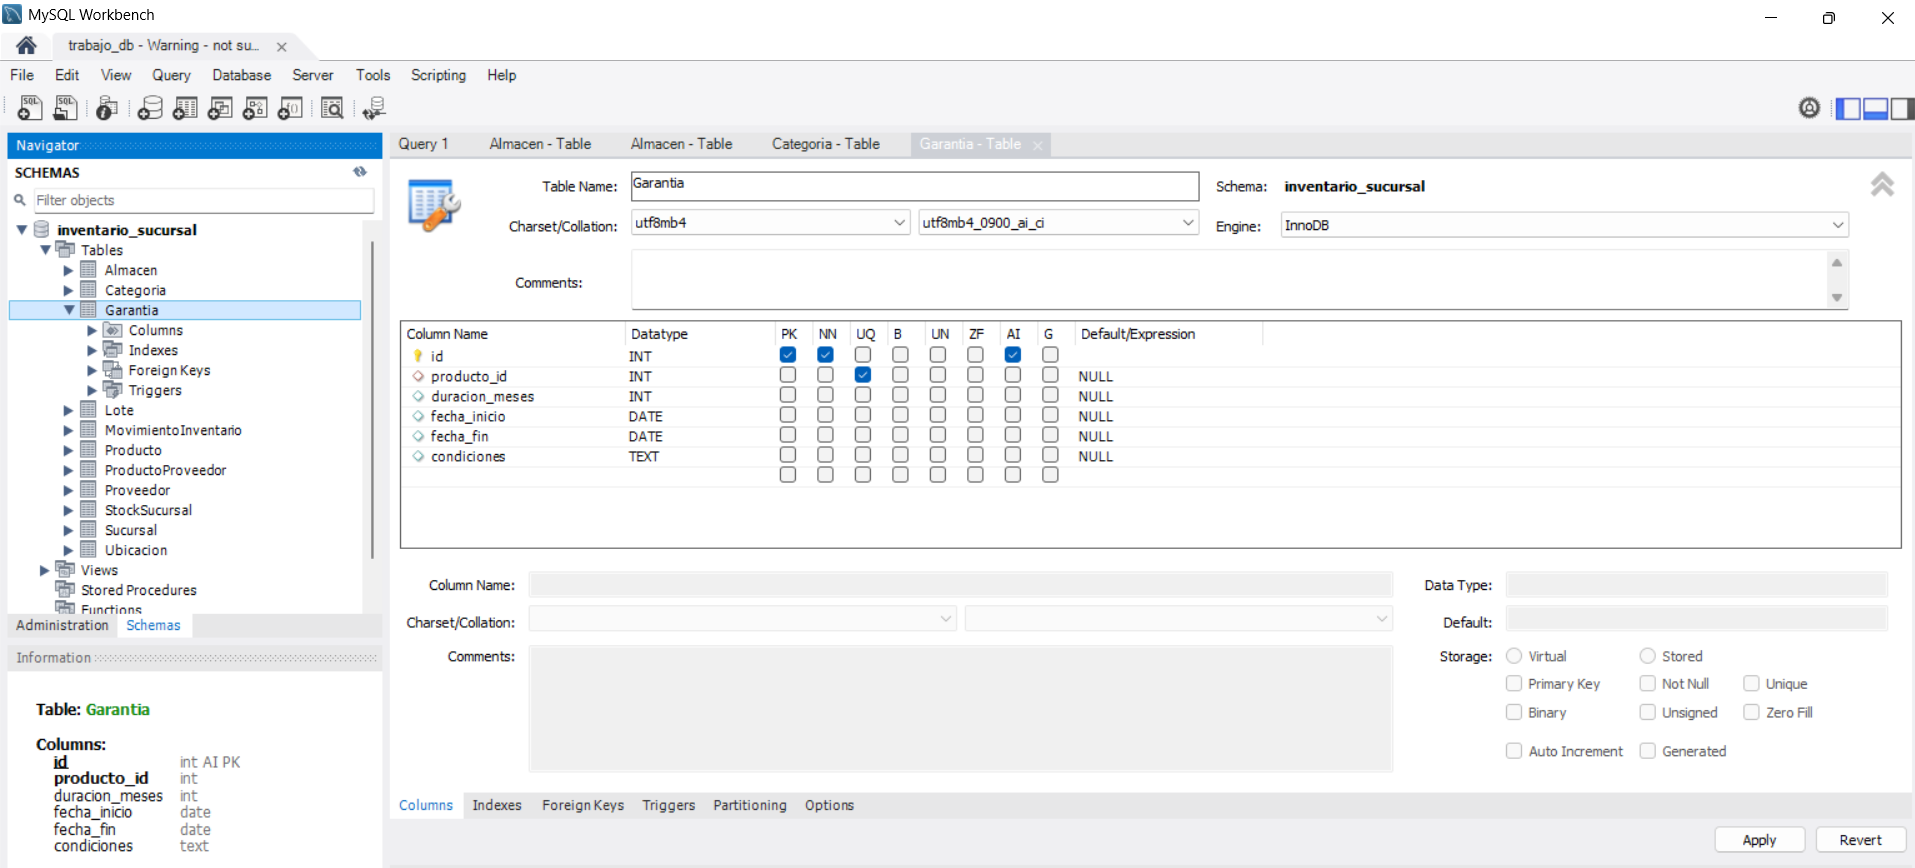 MySQL Workbench
trabajo_db - Warning - not su...
File Edit View Query Database Server Tools Scripting Help
Navigator
SCHEMAS
Filter objects
inventario_sucursal
Tables
Almacen
Categoria
Garantia
Columns
Indexes
Foreign Keys
Triggers
Lote
MovimientoInventario
Producto
ProductoProveedor
Proveedor
StockSucursal
Sucursal
Ubicacion
Views
Stored Procedures
Functions
Administration Schemas
Information
Table: Garantia
Columns:
id int AI PK
producto_id int
duracion_meses int
fecha_inicio date
fecha_fin date
condiciones text
Query 1 Almacen - Table Almacen - Table Categoria - Table Garantia - Table
Table Name: Garantia Schema: inventario_sucursal
Charset/Collation: utf8mb4 utf8mb4_0900_ai_ci Engine: InnoDB
Comments:
Column Name Datatype PK NN UQ B UN ZF AI G Default/Expression
id INT
producto_id INT NULL
duracion_meses INT NULL
fecha_inicio DATE NULL
fecha_fin DATE NULL
condiciones TEXT NULL
Column Name: Data Type:
Charset/Collation: Default:
Comments: Storage: Virtual Stored
Primary Key Not Null Unique
Binary Unsigned Zero Fill
Auto Increment Generated
Columns Indexes Foreign Keys Triggers Partitioning Options
Apply Revert